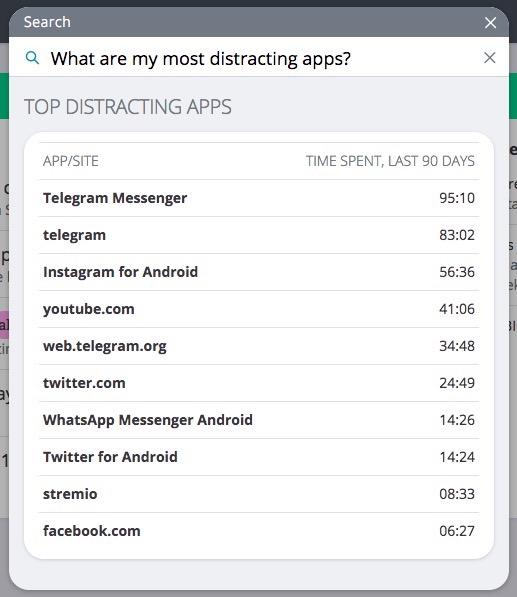 Search
What are my most distracting apps?
TOP DISTRACTING APPS
APP/SITE TIME SPENT, LAST 90 DAYS
Telegram Messenger 95:10
telegram 83:02
Instagram for Android 56:36
youtube.com 41:06
web.telegram.org 34:48
twitter.com 24:49
WhatsApp Messenger Android 14:26
Twitter for Android 14:24
stremio 08:33
facebook.com 06:27